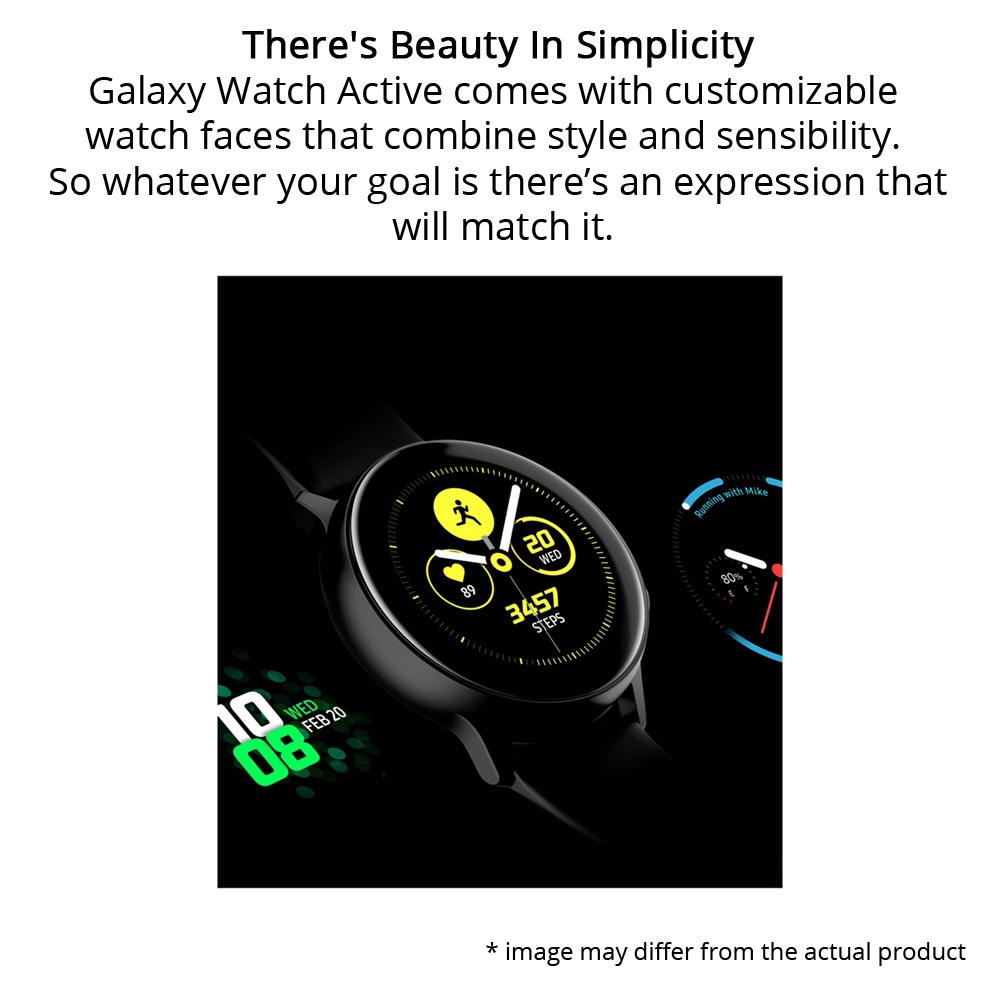 There's Beauty In Simplicity
Galaxy Watch Active comes with customizable
watch faces that combine style and sensibility.
So whatever your goal is there’s an expression that
will match it.
Running with Mike
20
WED
89
80%
3457
STEPS
10
08
WED
FEB 20
* image may differ from the actual product